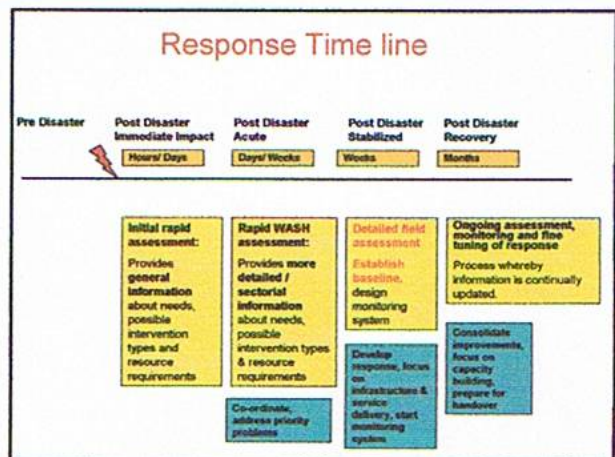 Response Time line
Pre Disaster
Post Disaster
Immediate Impact
Hours/ Days
Post Disaster
Acute
Days/ Weeks
Post Disaster
Stabilized
Weeks
Post Disaster
Recovery
Months
Initial rapid
assessment:
Provides
general
information
about needs,
possible
intervention
types and
resource
requirements
Rapid WASH
assessment:
Provides more
detailed /
sectorial
information
about needs,
possible
intervention types
& resource
requirements
Co-ordinate,
address priority
problems
Detailed field
assessment
Establish
baseline,
design
monitoring
system
Develop
response, focus
on
infrastructure &
service
delivery, start
monitoring
system
Ongoing assessment,
monitoring and fine
tuning of response
Process whereby
information is continually
updated.
Consolidate
improvements,
focus on
capacity
building,
prepare for
handover